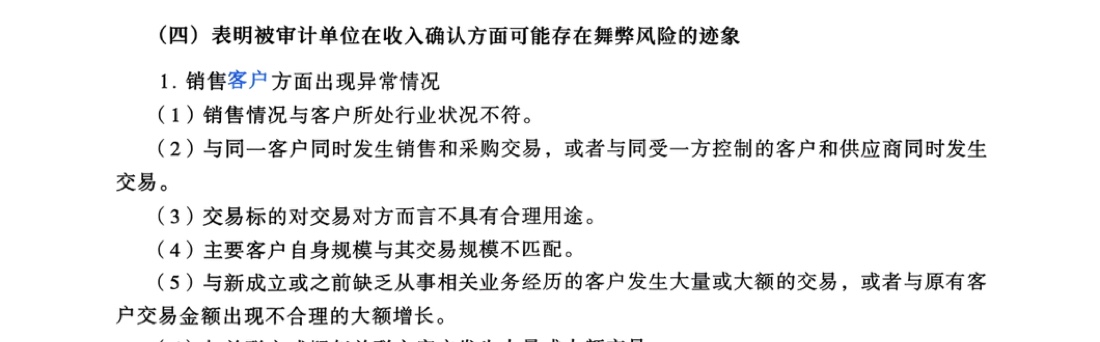 （四）表明被审计单位在收入确认方面可能存在舞弊风险的迹象
1. 销售客户方面出现异常情况
（1）销售情况与客户所处行业状况不符。
（2）与同一客户同时发生销售和采购交易，或者与同受一方控制的客户和供应商同时发生
交易。
（3）交易标的对交易对方而言不具有合理用途。
（4）主要客户自身规模与其交易规模不匹配。
（5）与新成立或之前缺乏从事相关业务经历的客户发生大量或大额的交易，或者与原有客
户交易金额出现不合理的大额增长。